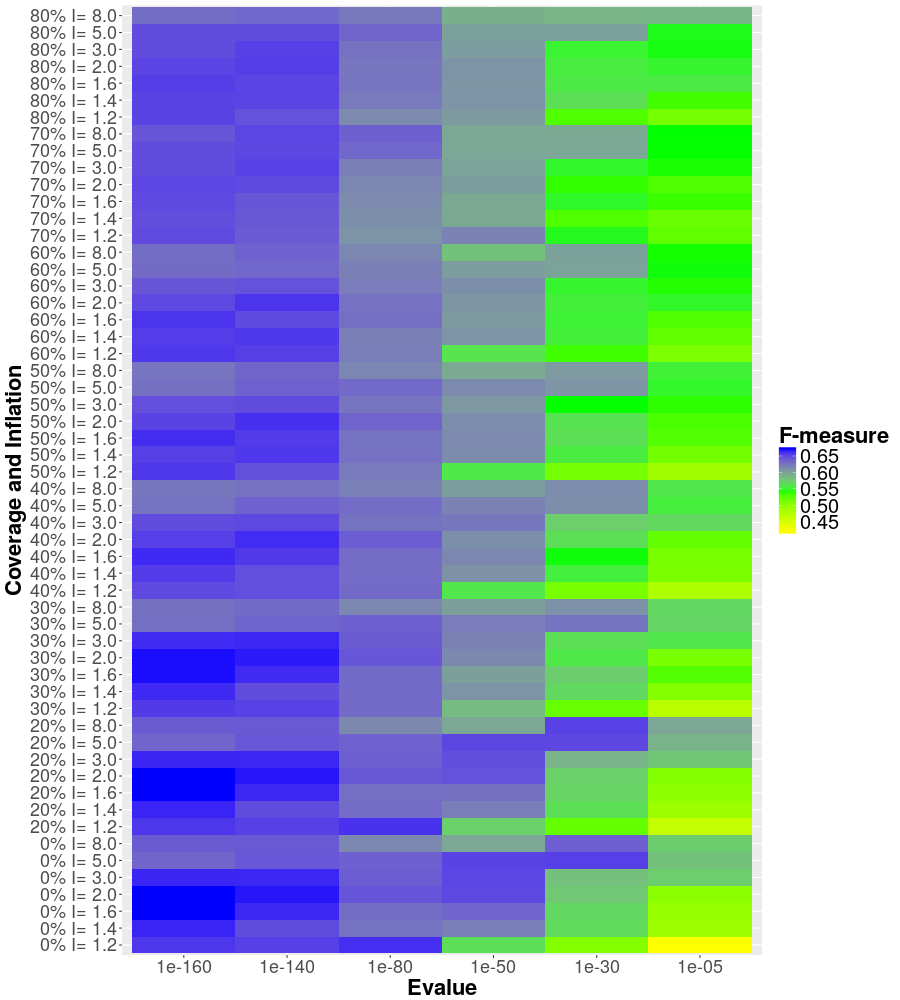 80% I= 8.0
80% I= 5.0
80% I= 3.0
80% I= 2.0
80% I= 1.6
80% I= 1.4
80% I= 1.2
70% I= 8.0
70% I= 5.0
70% I= 3.0
70% I= 2.0
70% I= 1.6
70% I= 1.4
70% I= 1.2
60% I= 8.0
60% I= 5.0
60% I= 3.0
60% I= 2.0
60% I= 1.6
60% I= 1.4
60% I= 1.2
50% I= 8.0
50% I= 5.0
50% I= 3.0
50% I= 2.0
50% I= 1.6
50% I= 1.4
50% I= 1.2
40% I= 8.0
40% I= 5.0
40% I= 3.0
40% I= 2.0
40% I= 1.6
40% I= 1.4
40% I= 1.2
30% I= 8.0
30% I= 5.0
30% I= 3.0
30% I= 2.0
30% I= 1.6
30% I= 1.4
30% I= 1.2
20% I= 8.0
20% I= 5.0
20% I= 3.0
20% I= 2.0
20% I= 1.6
20% I= 1.4
20% I= 1.2
0% I= 8.0
0% I= 5.0
0% I= 3.0
0% I= 2.0
0% I= 1.6
0% I= 1.4
0% I= 1.2
Coverage and Inflation
1e-160 1e-140 1e-80 1e-50 1e-30 1e-05
Evalue
F-measure
0.65
0.60
0.55
0.50
0.45